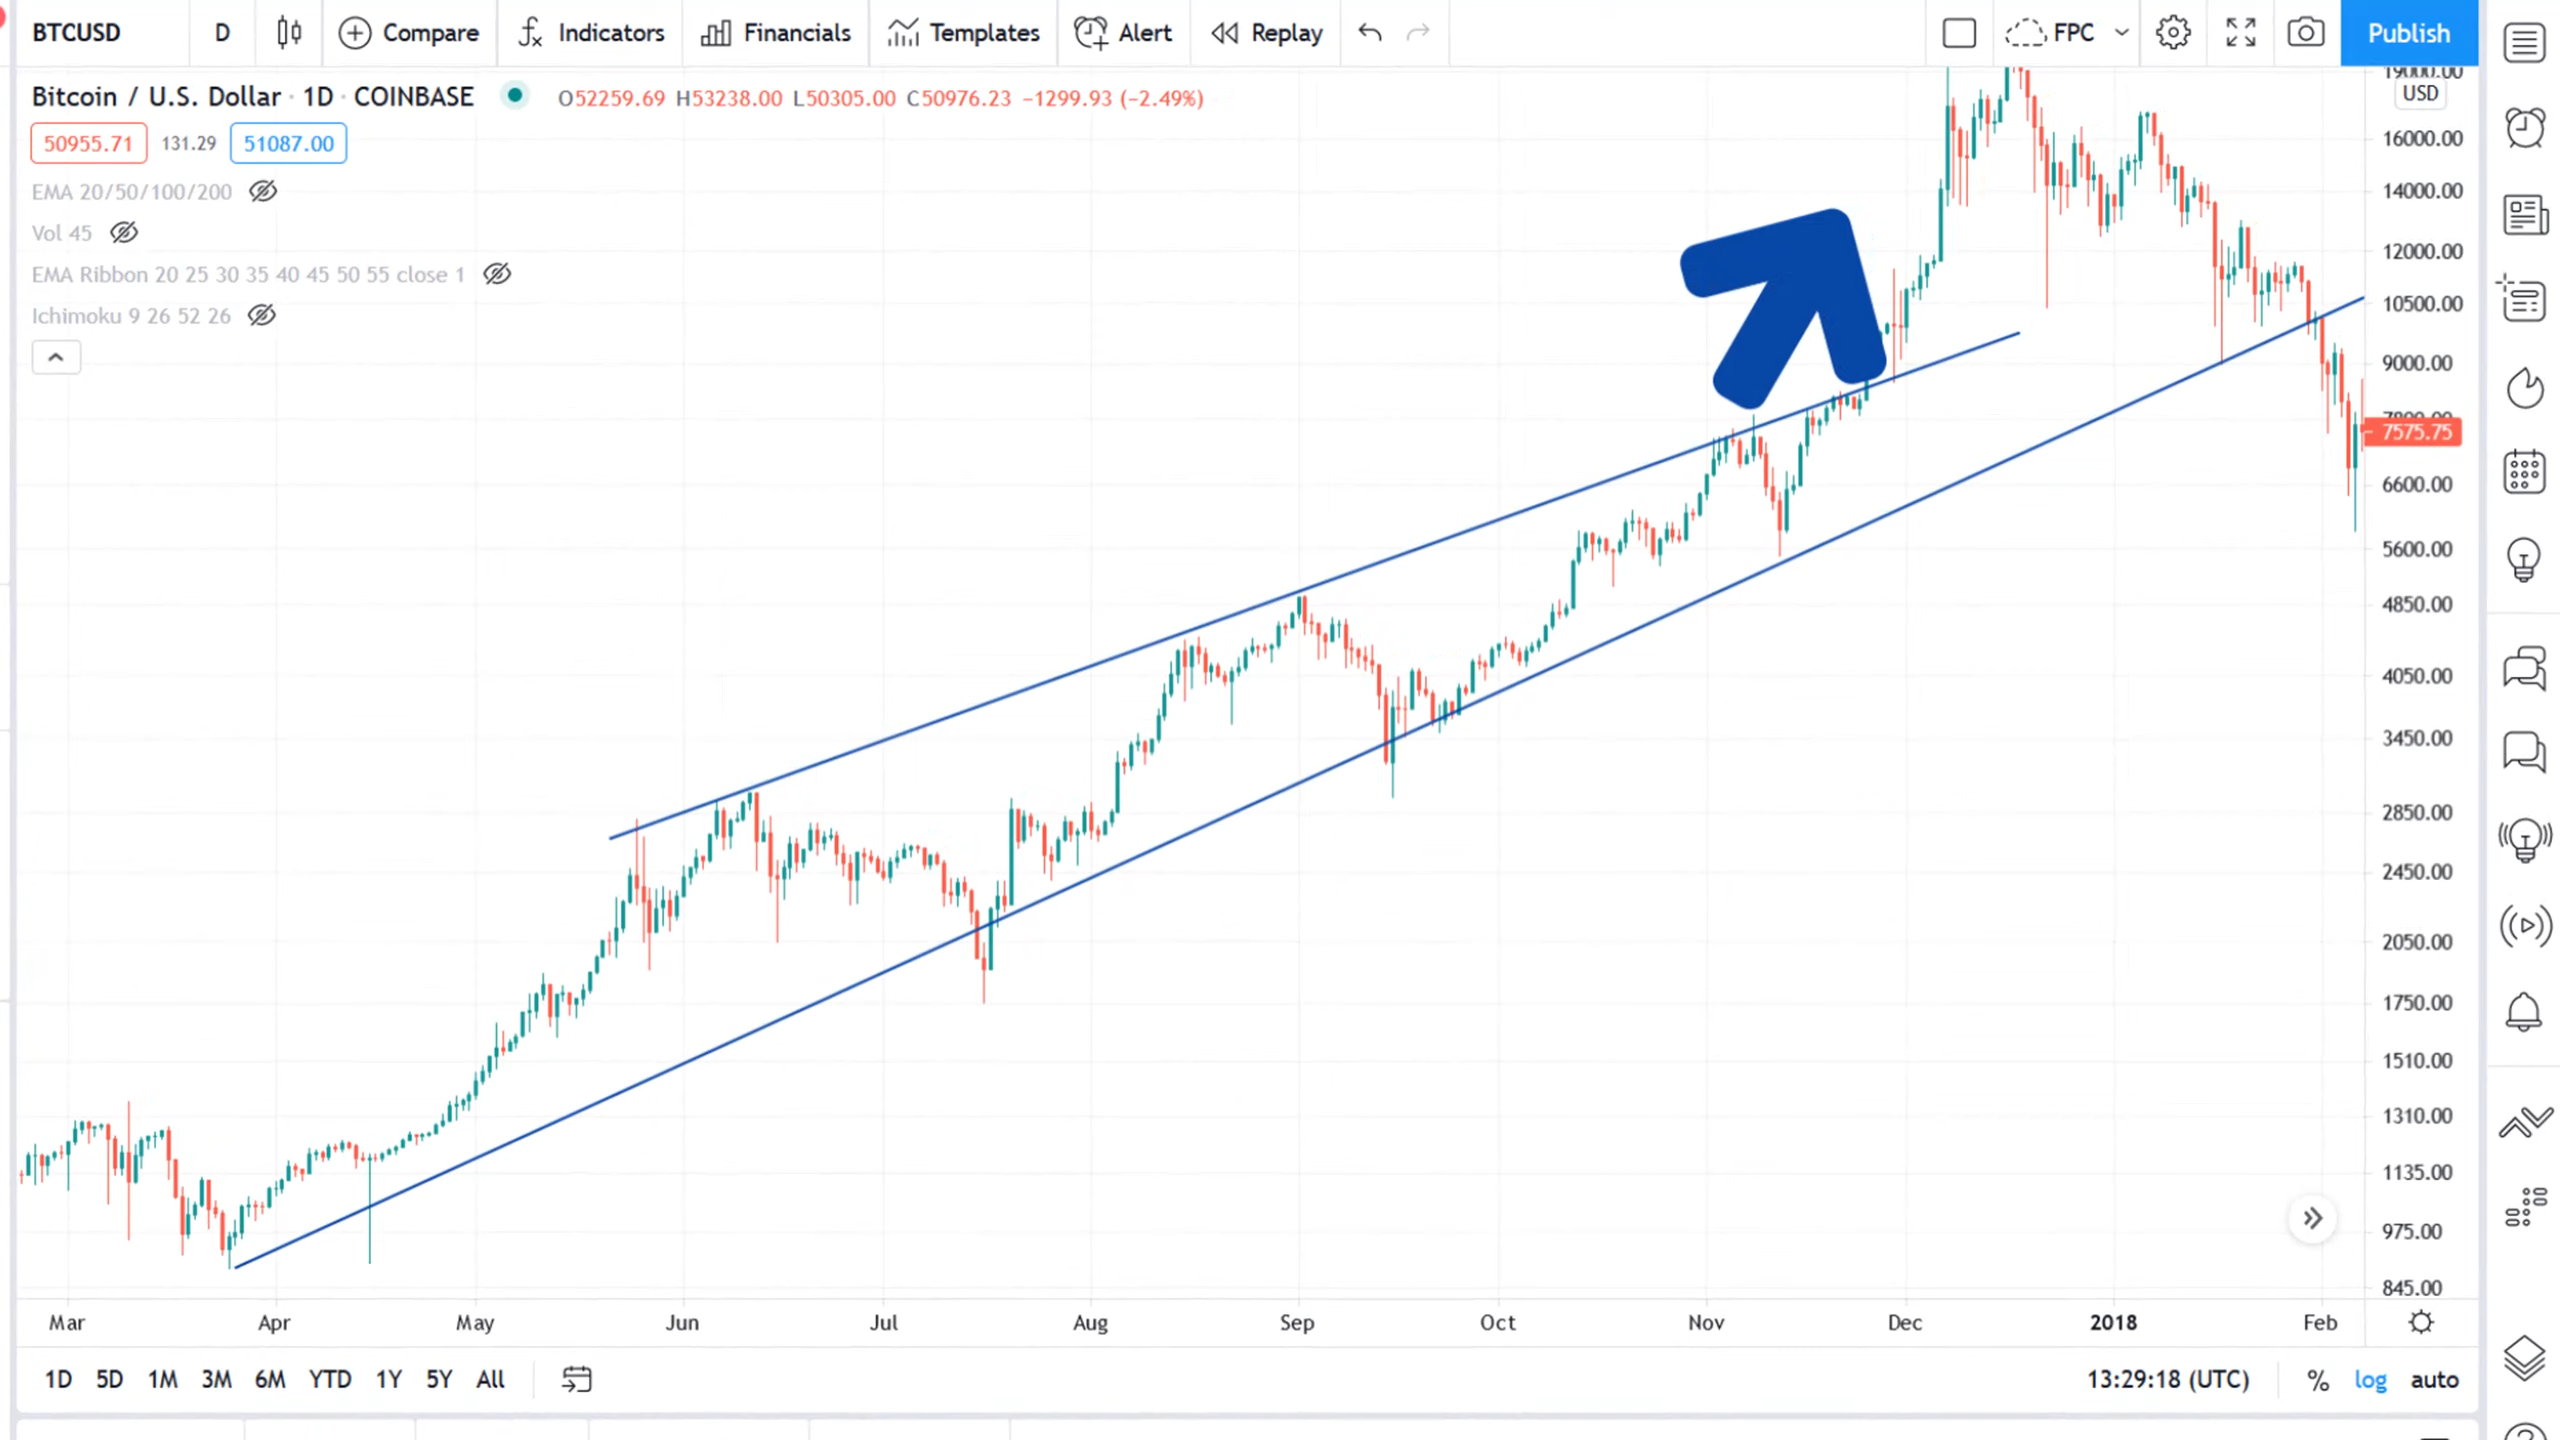 BTCUSD D Compare Indicators Financials Templates Alert Replay FPC Publish
Bitcoin / U.S. Dollar · 1D · COINBASE O52259.69 H53238.00 L50305.00 C50976.23 −1299.93 (−2.49%)
50955.71 131.29 51087.00
EMA 20/50/100/200
Vol 45
EMA Ribbon 20 25 30 35 40 45 50 55 close 1
Ichimoku 9 26 52 26
19000.00
USD
16000.00
14000.00
12000.00
10500.00
9000.00
7800.00
7575.75
6600.00
5600.00
4850.00
4050.00
3450.00
2850.00
2450.00
2050.00
1750.00
1510.00
1310.00
1135.00
975.00
845.00
Mar Apr May Jun Jul Aug Sep Oct Nov Dec 2018 Feb
1D 5D 1M 3M 6M YTD 1Y 5Y All 13:29:18 (UTC) % log auto